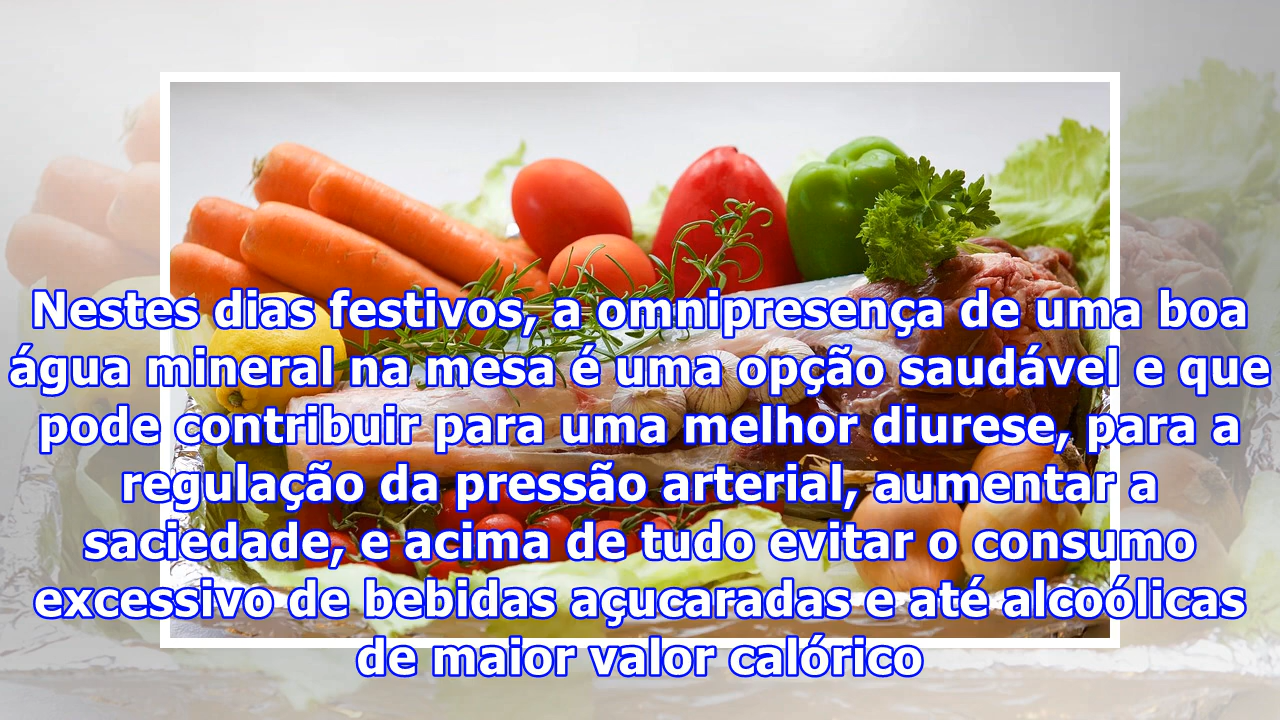 Nestes dias festivos, a omnipresença de uma boa
água mineral na mesa é uma opção saudável e que
pode contribuir para uma melhor diurese, para a
regulação da pressão arterial, aumentar a
saciedade, e acima de tudo evitar o consumo
excessivo de bebidas açucaradas e até alcoólicas
de maior valor calórico